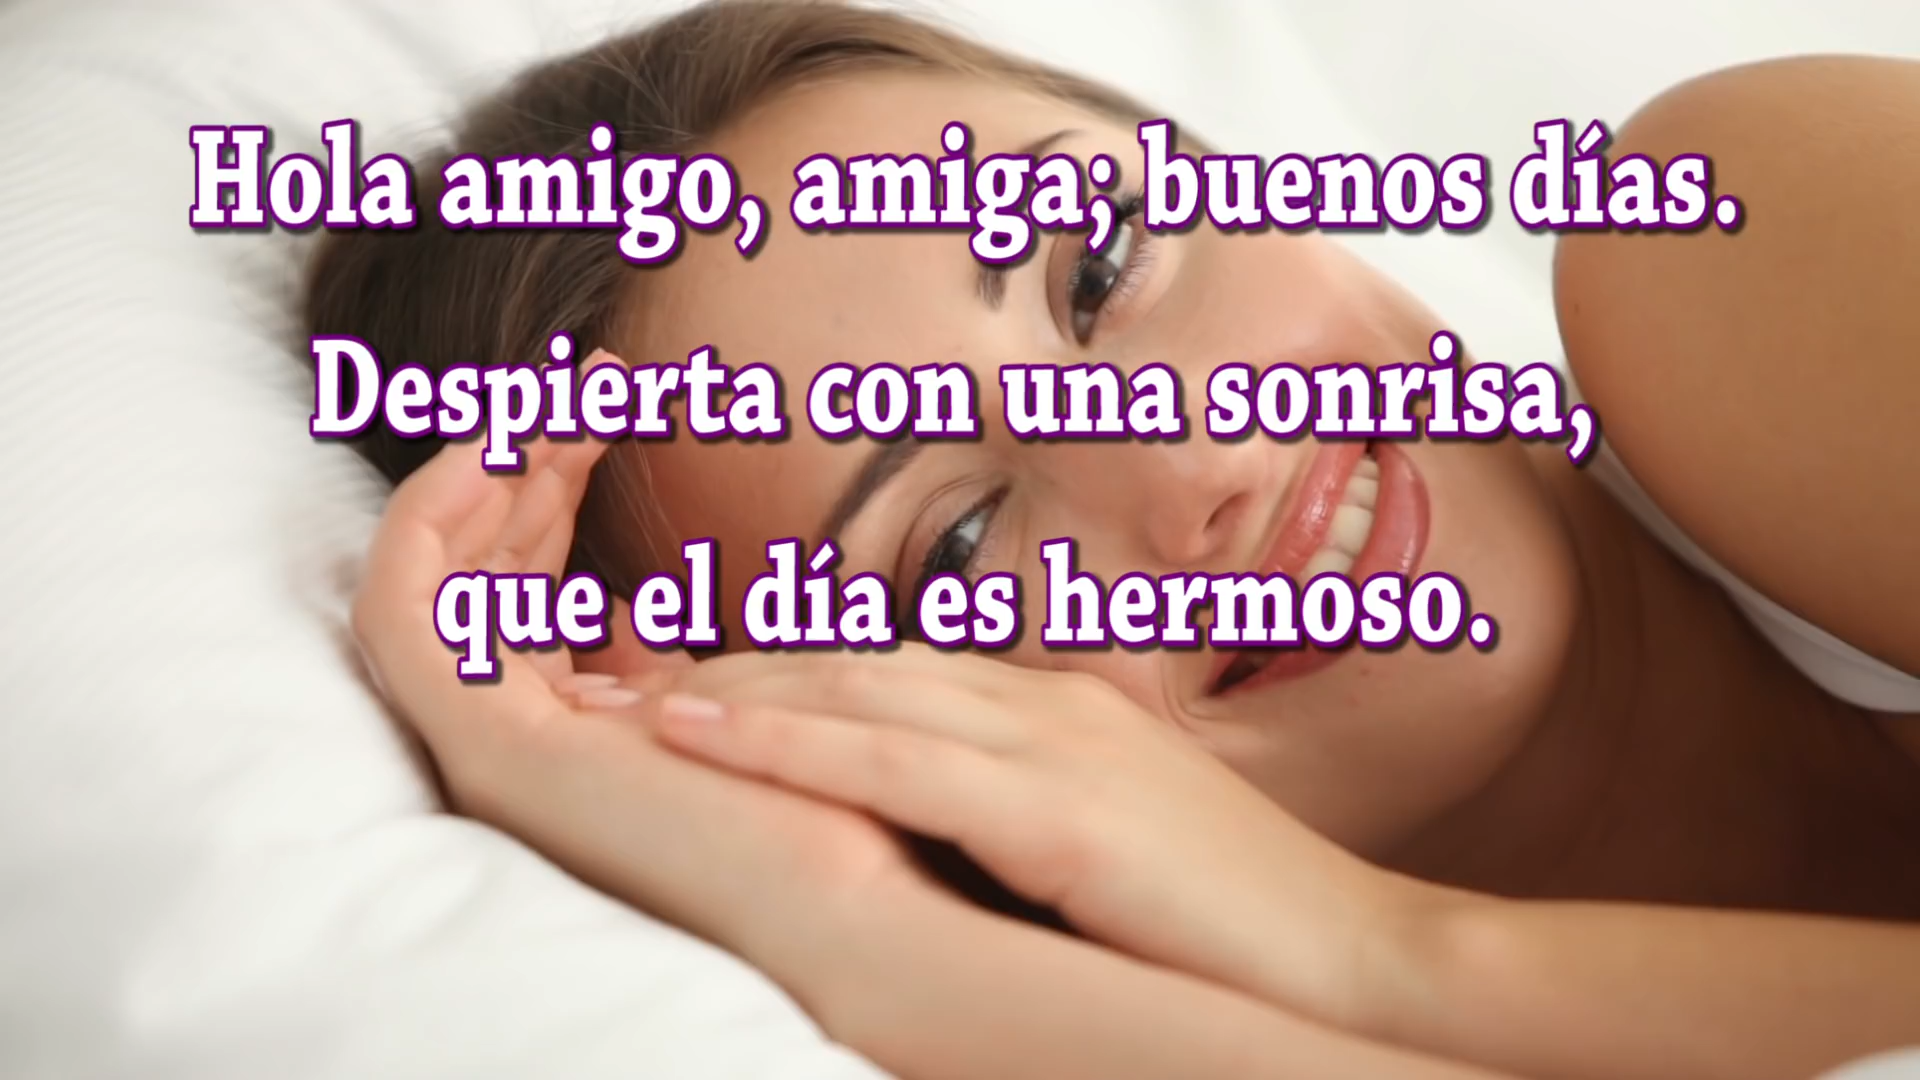 Hola amigo, amiga; buenos días.
Despierta con una sonrisa,
que el día es hermoso.